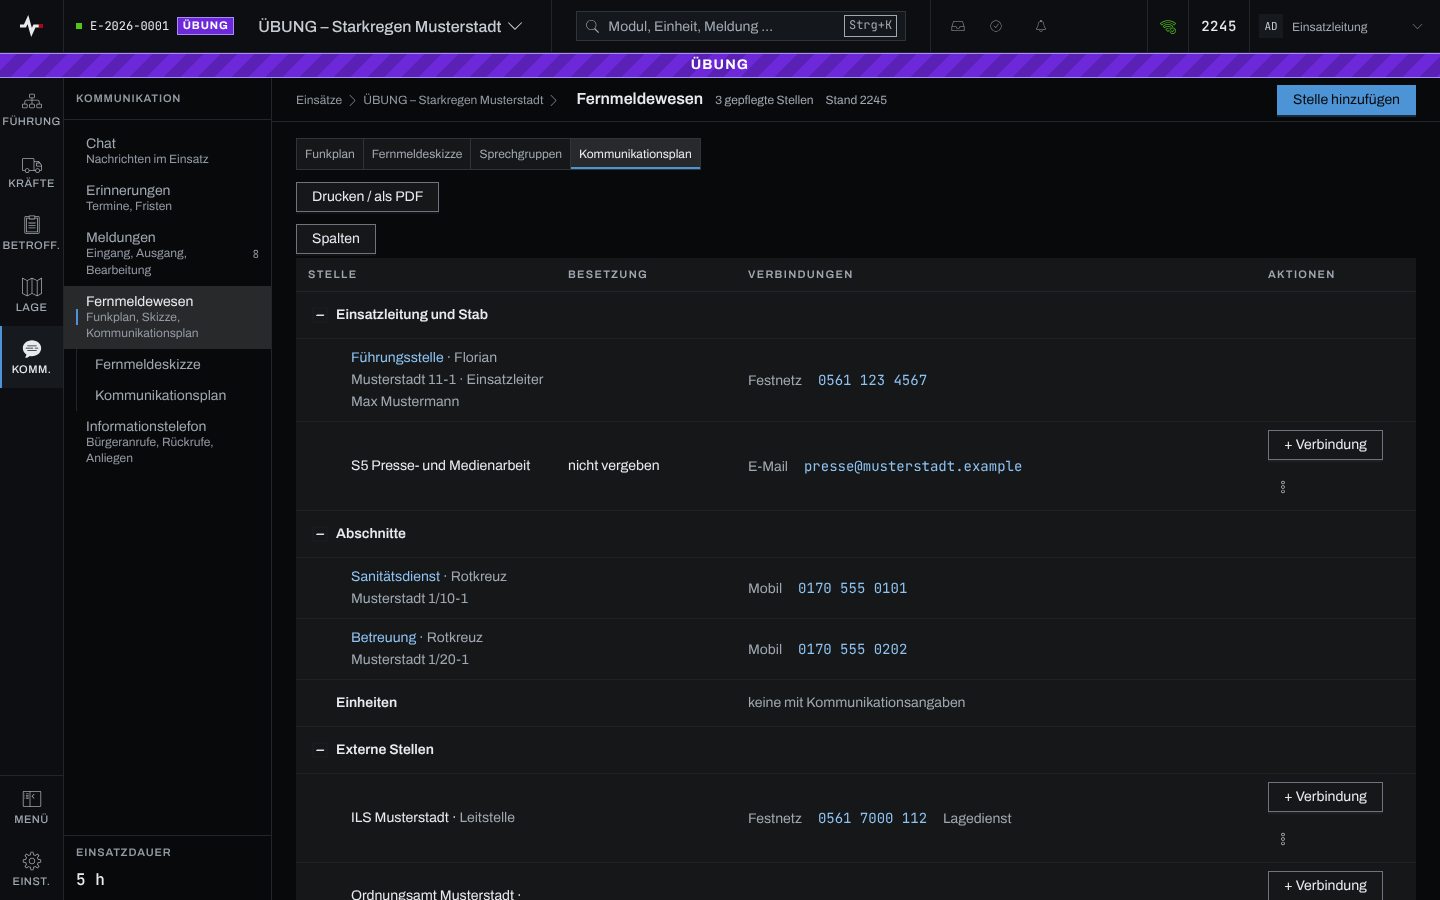 E-2026-0001 ÜBUNG ÜBUNG – Starkregen Musterstadt Modul, Einheit, Meldung ... Strg+K 2245 AD Einsatzleitung
ÜBUNG
FÜHRUNG
KRÄFTE
BETROFF.
LAGE
KOMM.
MENÜ
EINST.
KOMMUNIKATION
Chat
Nachrichten im Einsatz
Erinnerungen
Termine, Fristen
Meldungen
Eingang, Ausgang,
Bearbeitung
8
Fernmeldewesen
Funkplan, Skizze,
Kommunikationsplan
Fernmeldeskizze
Kommunikationsplan
Informationstelefon
Bürgeranrufe, Rückrufe,
Anliegen
EINSATZDAUER
5 h
Einsätze ÜBUNG – Starkregen Musterstadt Fernmeldewesen 3 gepflegte Stellen Stand 2245 Stelle hinzufügen
Funkplan Fernmeldeskizze Sprechgruppen Kommunikationsplan
Drucken / als PDF
Spalten
STELLE BESETZUNG VERBINDUNGEN AKTIONEN
– Einsatzleitung und Stab
Führungsstelle · Florian
Musterstadt 11-1 · Einsatzleiter
Max Mustermann
Festnetz 0561 123 4567
S5 Presse- und Medienarbeit nicht vergeben E-Mail presse@musterstadt.example + Verbindung
– Abschnitte
Sanitätsdienst · Rotkreuz
Musterstadt 1/10-1
Mobil 0170 555 0101
Betreuung · Rotkreuz
Musterstadt 1/20-1
Mobil 0170 555 0202
Einheiten keine mit Kommunikationsangaben
– Externe Stellen
ILS Musterstadt · Leitstelle Festnetz 0561 7000 112 Lagedienst + Verbindung
Ordnungsamt Musterstadt · + Verbindung